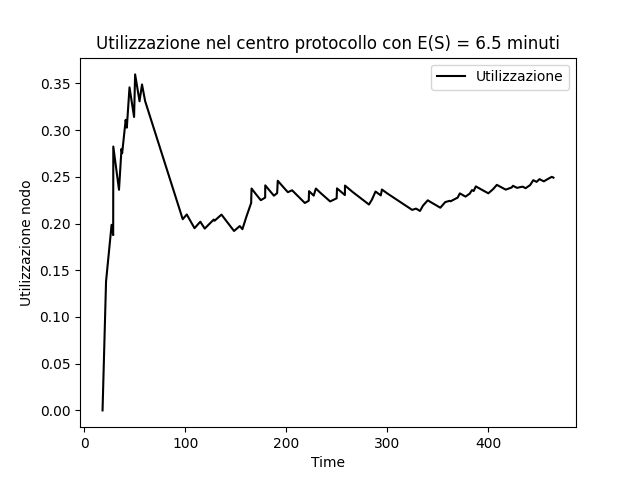 Utilizzazione nel centro protocollo con E(S) = 6.5 minuti
Utilizzazione
0.35
0.30
0.25
0.20
0.15
0.10
0.05
0.00
Utilizzazione nodo
0 100 200 300 400
Time